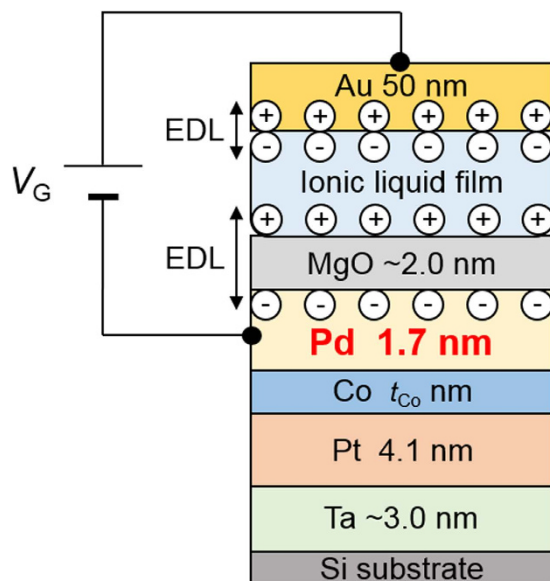 Au 50 nm
+ + + + + +
EDL
- - - - - -
V_G
Ionic liquid film
+ + + + + +
EDL
MgO ~2.0 nm
- - - - - -
Pd 1.7 nm
Co t_Co nm
Pt 4.1 nm
Ta ~3.0 nm
Si substrate